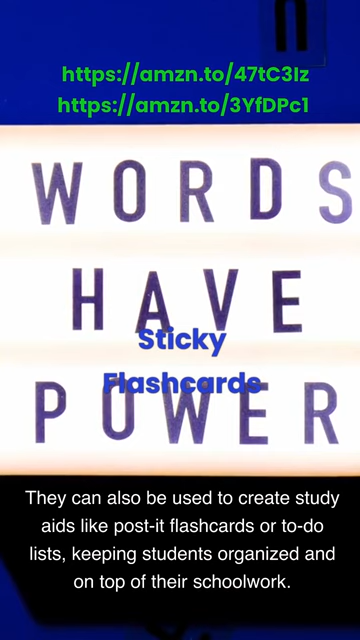 n
https://amzn.to/47tC3Iz
https://amzn.to/3YfDPc1
WORDS
HAVE
Sticky
Flashcards
POWER
They can also be used to create study
aids like post-it flashcards or to-do
lists, keeping students organized and
on top of their schoolwork.